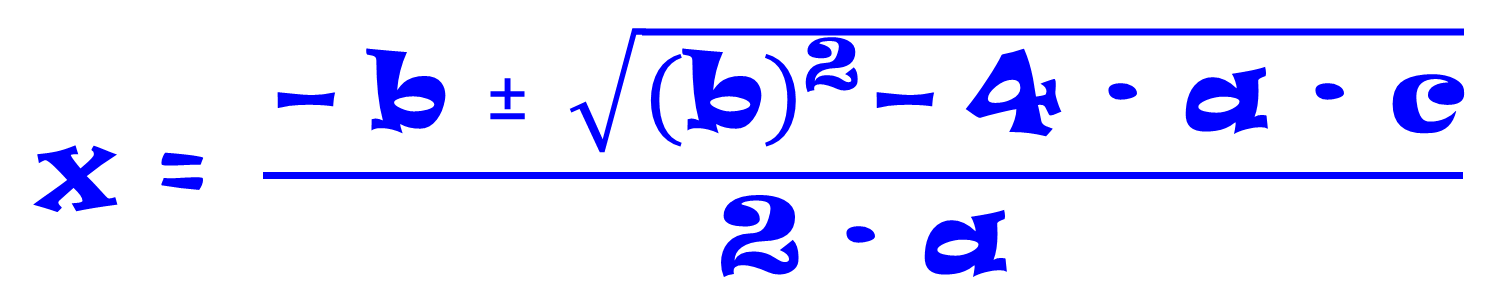 x = (- b ± √((b)² - 4 · a · c)) / (2 · a)